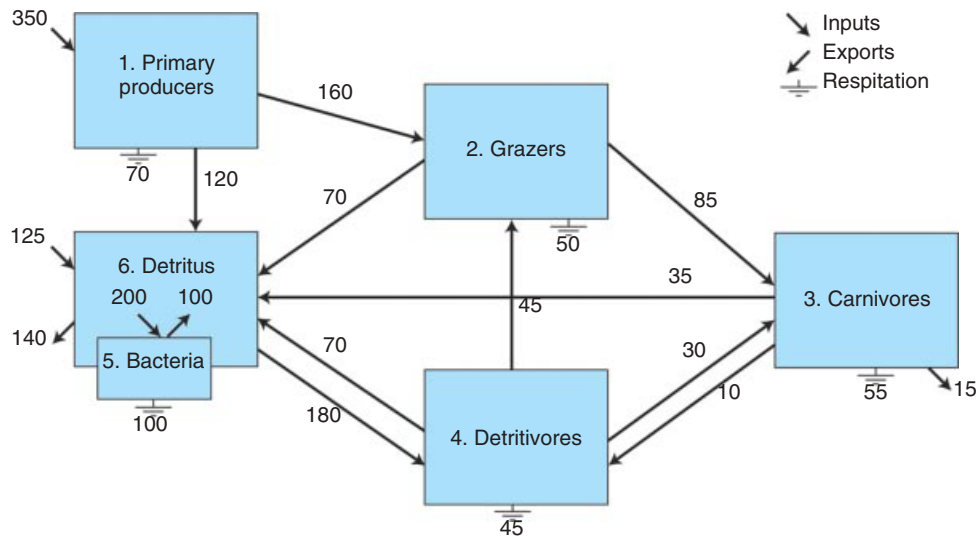 350
1. Primary
producers
70
160
120
Inputs
Exports
Respitation
2. Grazers
70
50
85
125
6. Detritus
200
100
140
5. Bacteria
100
35
45
3. Carnivores
55
15
70
180
30
10
4. Detritivores
45